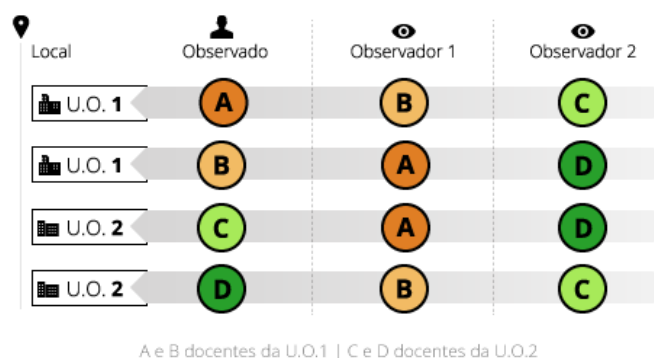 Local Observado Observador 1 Observador 2
U.O. 1 A B C
U.O. 1 B A D
U.O. 2 C A D
U.O. 2 D B C
A e B docentes da U.O.1 | C e D docentes da U.O.2